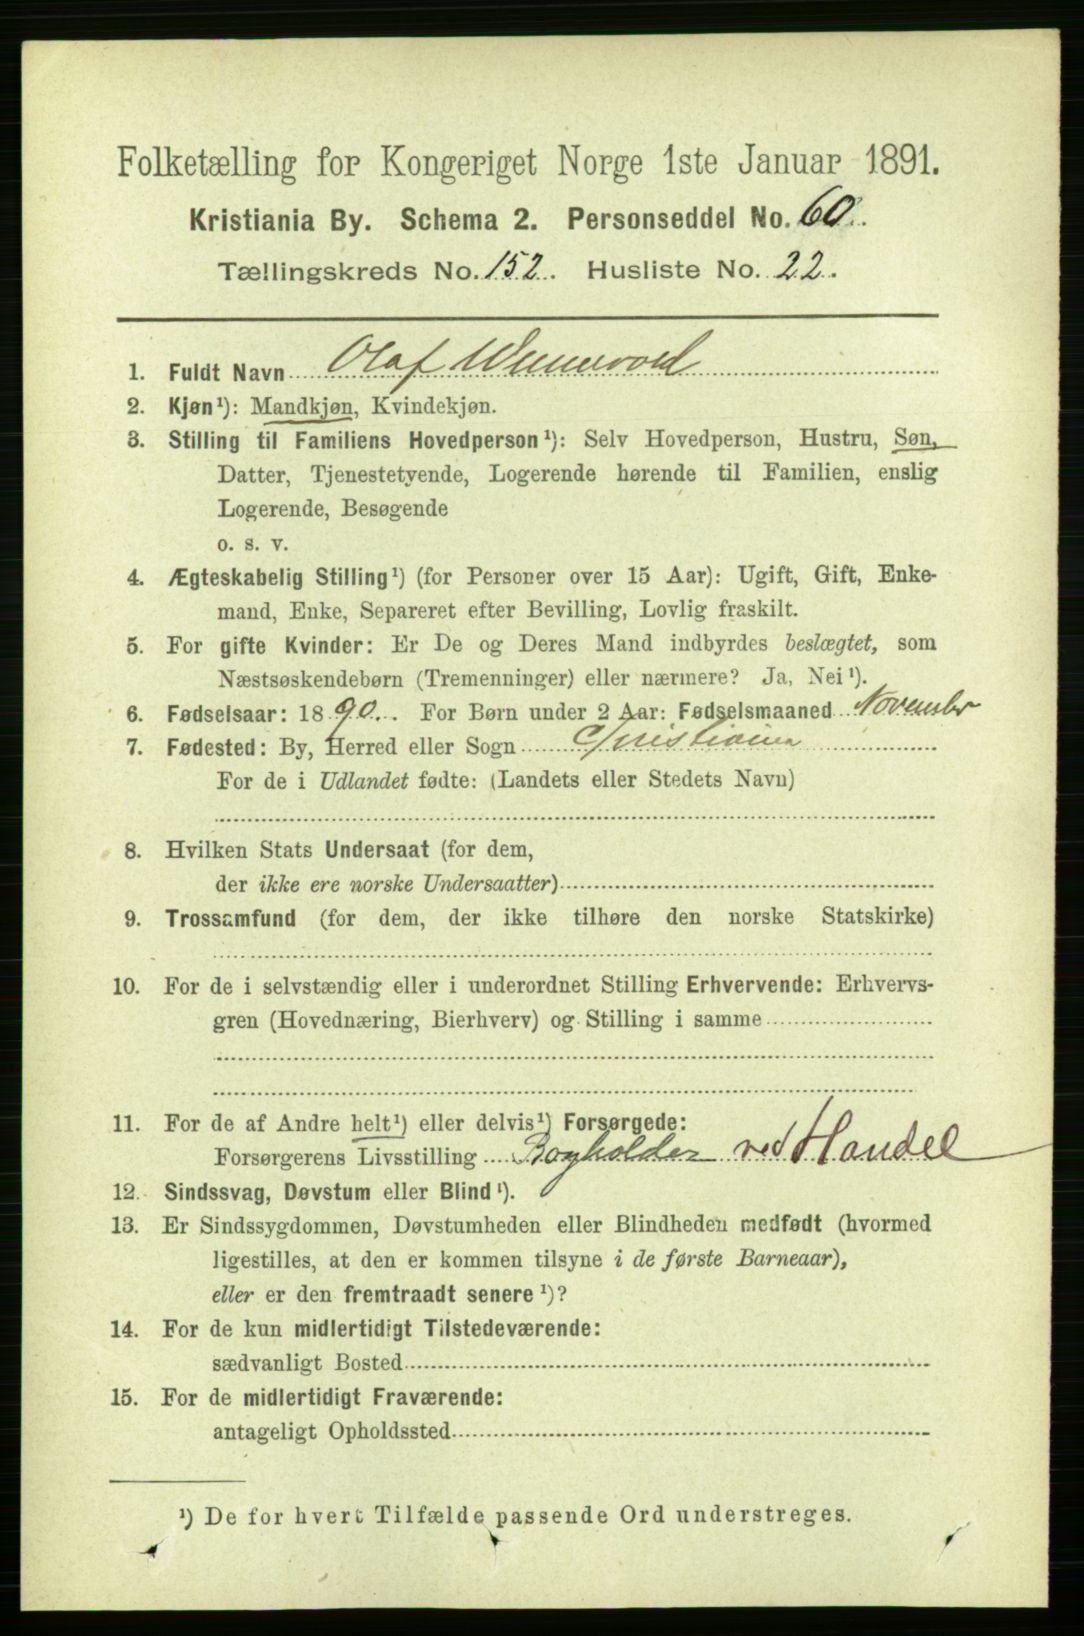 Folketælling for Kongeriget Norge 1ste Januar 1891.
Kristiania By. Schema 2. Personseddel No. 60.
Tællingskreds No. 152. Husliste No. 22.
1. Fuldt Navn Olaf
2. Kjøn¹): Mandkjøn, Kvindekjøn.
3. Stilling til Familiens Hovedperson¹): Selv Hovedperson, Hustru, Søn,
Datter, Tjenestetyende, Logerende hørende til Familien, enslig
Logerende, Besøgende
o. s. v.
4. Ægteskabelig Stilling¹) (for Personer over 15 Aar): Ugift, Gift, Enke-
mand, Enke, Separeret efter Bevilling, Lovlig fraskilt.
5. For gifte Kvinder: Er De og Deres Mand indbyrdes beslægtet, som
Næstsøskendebørn (Tremenninger) eller nærmere? Ja, Nei¹).
6. Fødselsaar: 1890. For Børn under 2 Aar: Fødselsmaaned November
7. Fødested: By, Herred eller Sogn Christiania
For de i Udlandet fødte: (Landets eller Stedets Navn)
8. Hvilken Stats Undersaat (for dem,
der ikke ere norske Undersaatter)
9. Trossamfund (for dem, der ikke tilhøre den norske Statskirke)
10. For de i selvstændig eller i underordnet Stilling Erhvervende: Erhvervs-
gren (Hovednæring, Bierhverv) og Stilling i samme
11. For de af Andre helt¹) eller delvis¹) Forsørgede:
Forsørgerens Livsstilling Bogholder ved Handel
12. Sindssvag, Døvstum eller Blind¹).
13. Er Sindssygdommen, Døvstumheden eller Blindheden medfødt (hvormed
ligestilles, at den er kommen tilsyne i de første Barneaar),
eller er den fremtraadt senere¹)?
14. For de kun midlertidigt Tilstedeværende:
sædvanligt Bosted
15. For de midlertidigt Fraværende:
antageligt Opholdssted
¹) De for hvert Tilfælde passende Ord understreges.